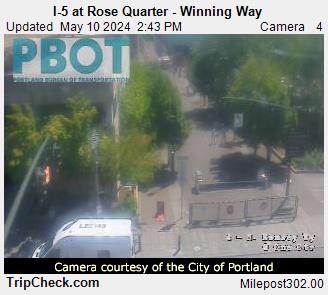 I-5 at Rose Quarter - Winning Way
Updated May 10 2024 2:43 PM Camera 4
PBOT
PORTLAND BUREAU OF TRANSPORTATION
Camera courtesy of the City of Portland
TripCheck.com Milepost302.00